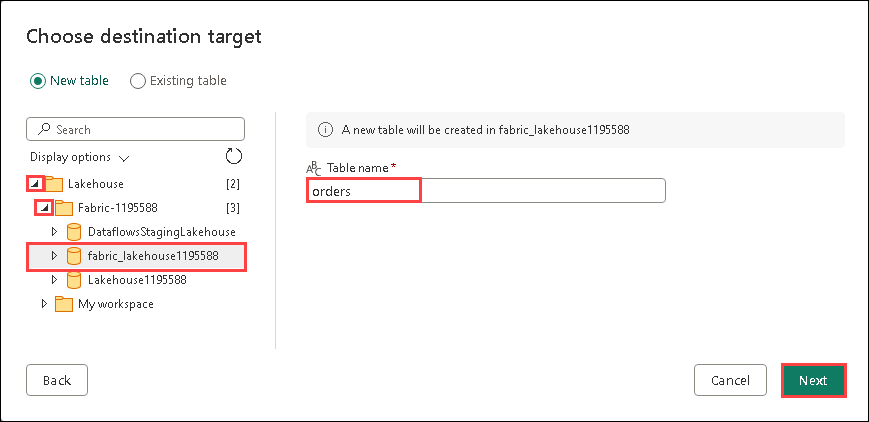 Choose destination target
New table
Existing table
Search
Display options
Lakehouse [2]
Fabric-1195588 [3]
DataflowsStagingLakehouse
fabric_lakehouse1195588
Lakehouse1195588
My workspace
A new table will be created in fabric_lakehouse1195588
ABC Table name *
orders
Back
Cancel
Next